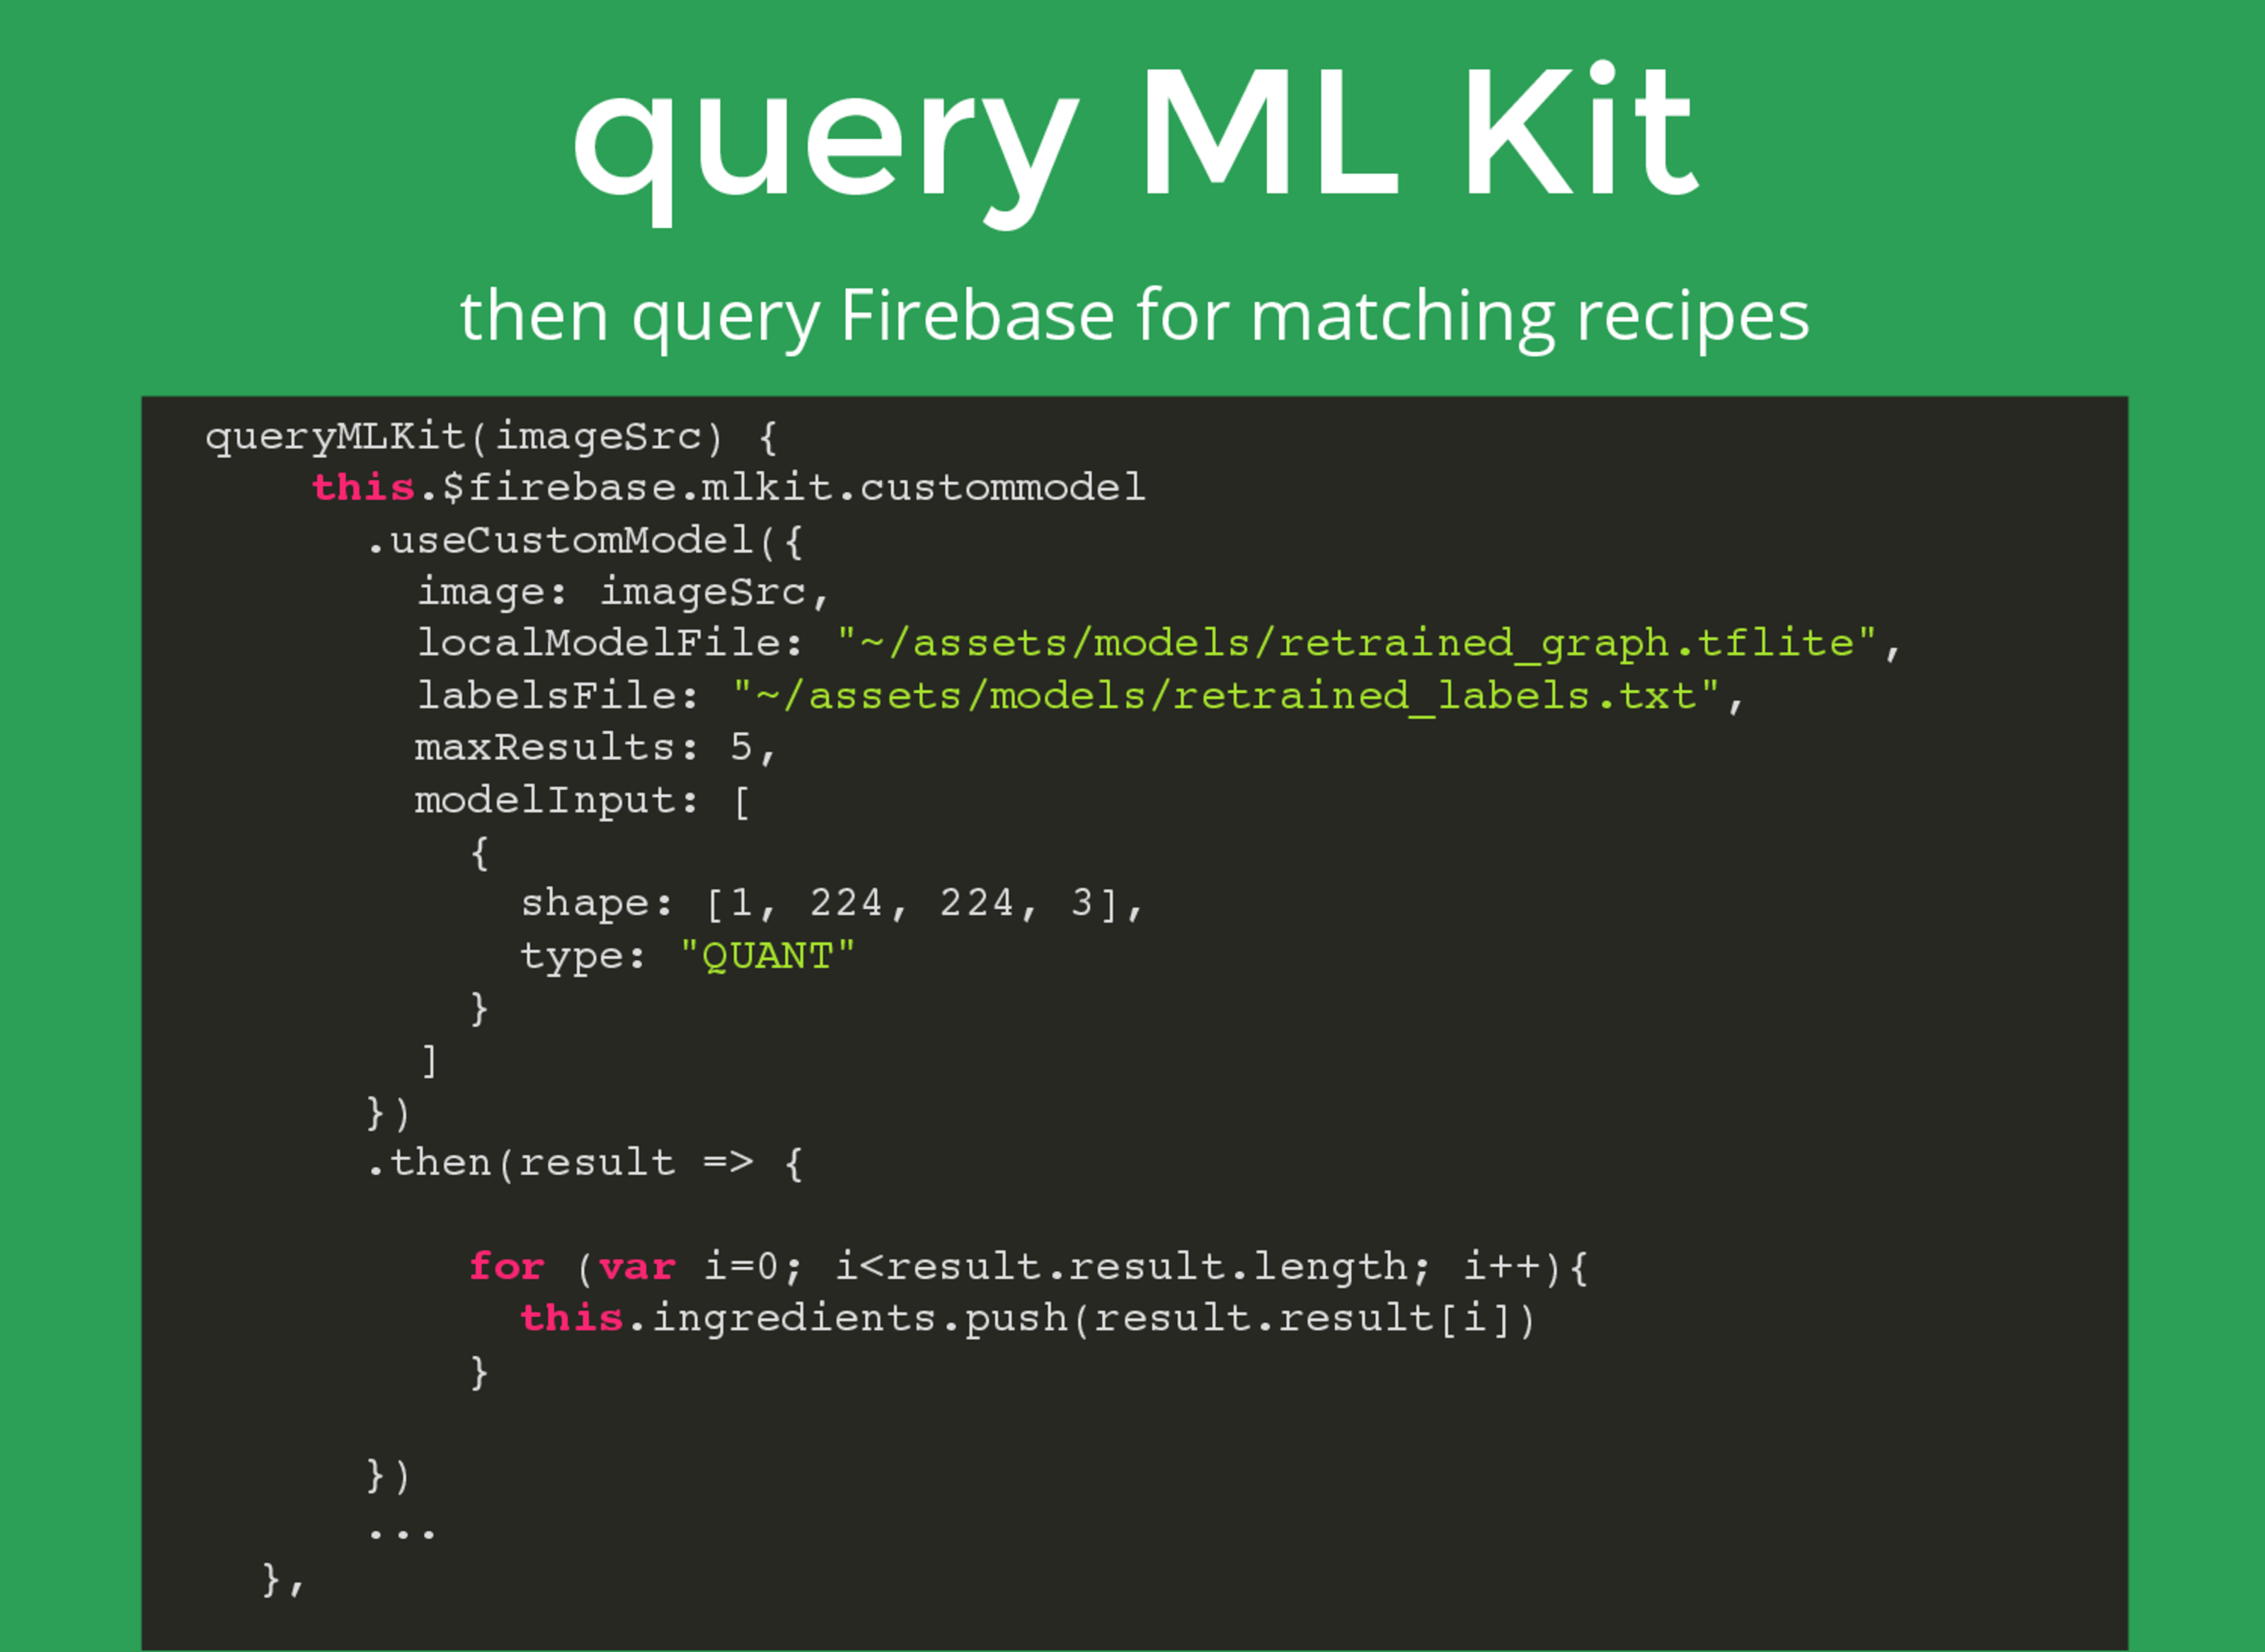 query ML Kit
then query Firebase for matching recipes
queryMLKit(imageSrc) {
this.$firebase.mlkit.custommodel
.useCustomModel({
image: imageSrc,
localModelFile: "~/assets/models/retrained_graph.tflite",
labelsFile: "~/assets/models/retrained_labels.txt",
maxResults: 5,
modelInput: [
{
shape: [1, 224, 224, 3],
type: "QUANT"
}
]
})
.then(result => {
for (var i=0; i<result.result.length; i++){
this.ingredients.push(result.result[i])
}
})
...
},